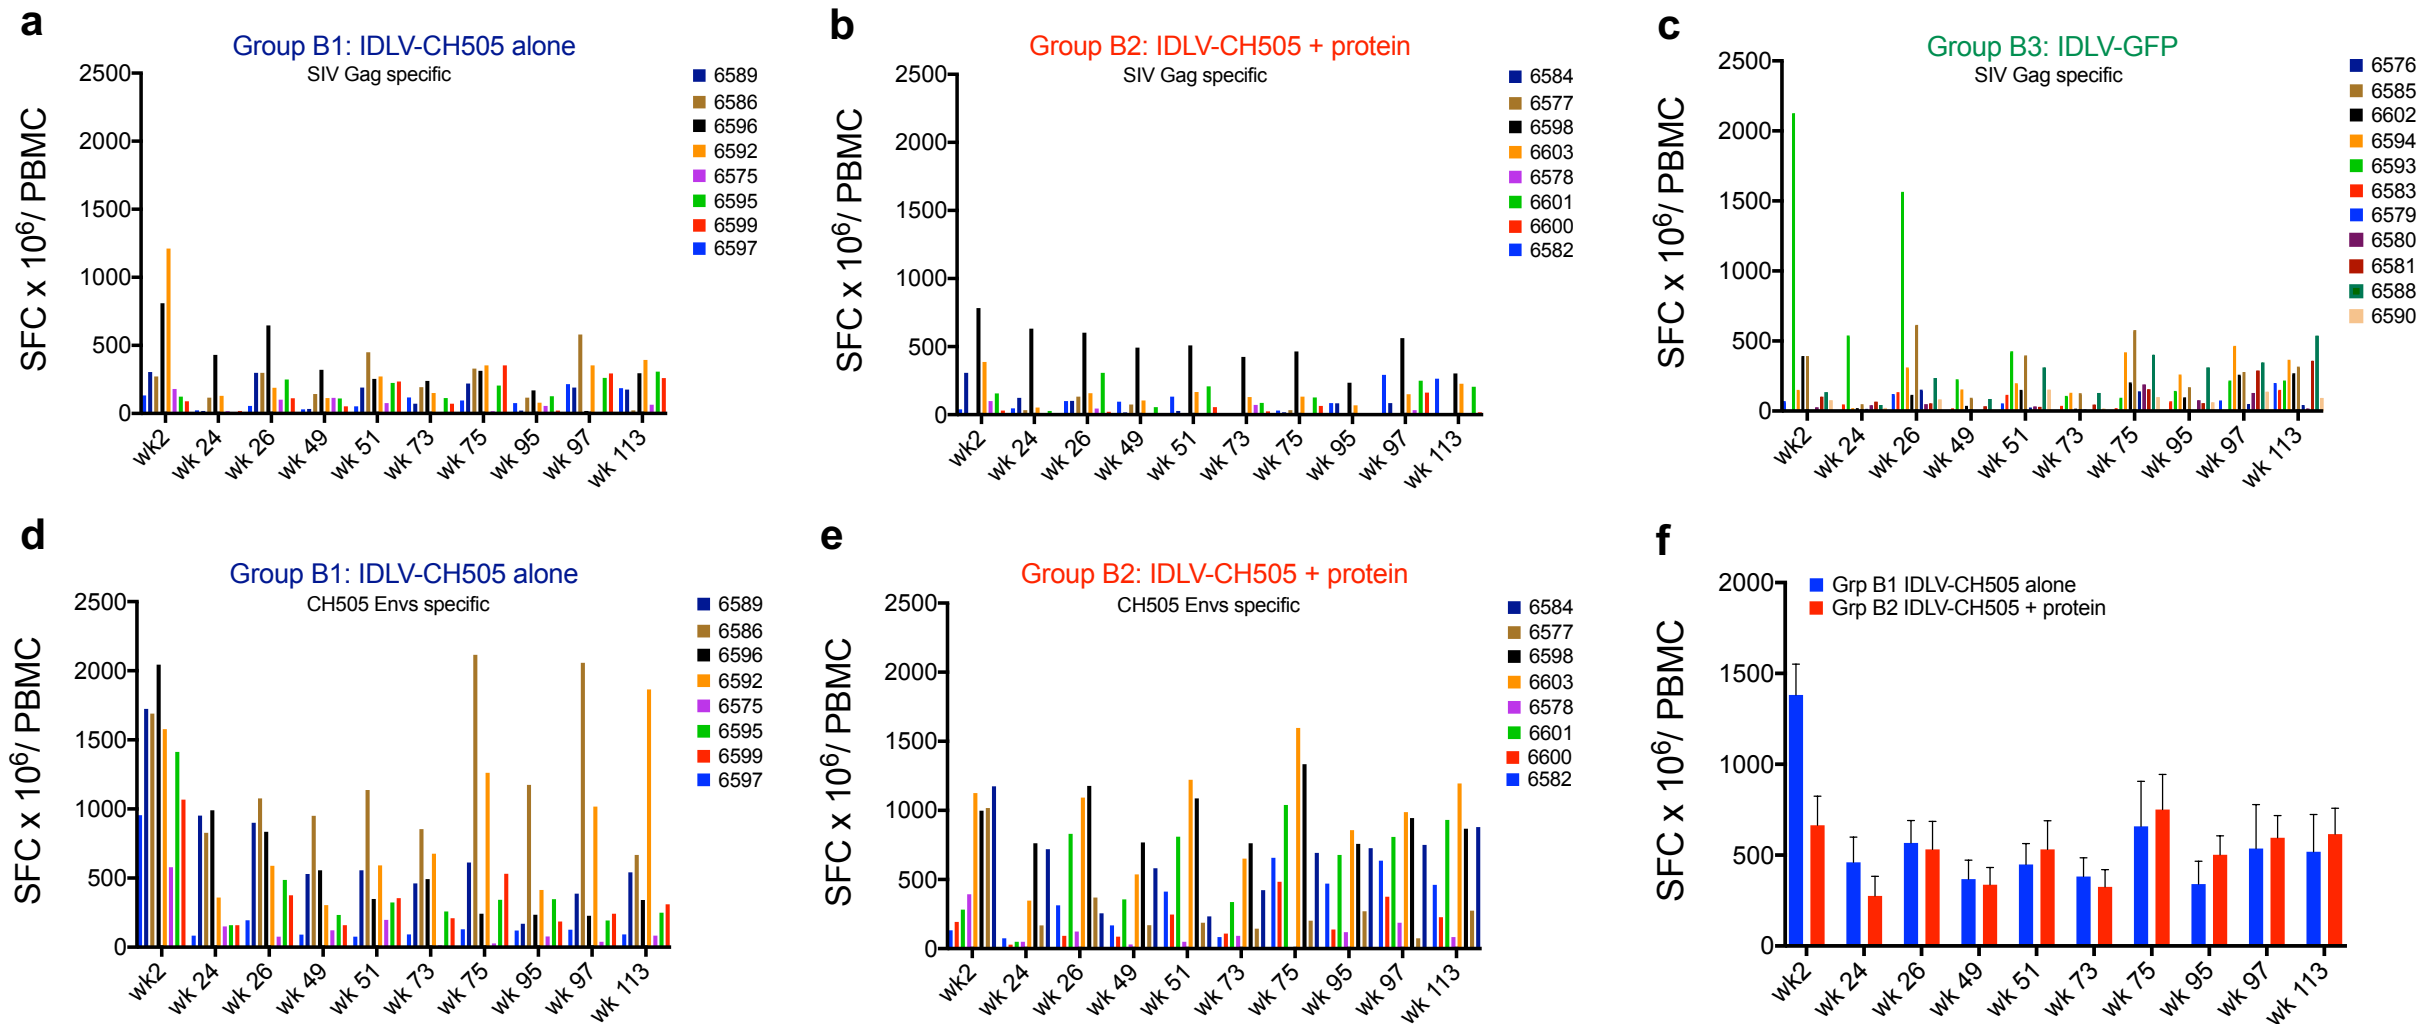 a
Group B1: IDLV-CH505 alone
SIV Gag specific
SFC x 10⁶/ PBMC
2500
2000
1500
1000
500
0
wk2
wk 24
wk 26
wk 49
wk 51
wk 73
wk 75
wk 95
wk 97
wk 113
6589
6586
6596
6592
6575
6595
6599
6597
b
Group B2: IDLV-CH505 + protein
SIV Gag specific
SFC x 10⁶/ PBMC
2500
2000
1500
1000
500
0
wk2
wk 24
wk 26
wk 49
wk 51
wk 73
wk 75
wk 95
wk 97
wk 113
6584
6577
6598
6603
6578
6601
6600
6582
c
Group B3: IDLV-GFP
SIV Gag specific
SFC x 10⁶/ PBMC
2500
2000
1500
1000
500
0
wk2
wk 24
wk 26
wk 49
wk 51
wk 73
wk 75
wk 95
wk 97
wk 113
6576
6585
6602
6594
6593
6583
6579
6580
6581
6588
6590
d
Group B1: IDLV-CH505 alone
CH505 Envs specific
SFC x 10⁶/ PBMC
2500
2000
1500
1000
500
0
wk2
wk 24
wk 26
wk 49
wk 51
wk 73
wk 75
wk 95
wk 97
wk 113
6589
6586
6596
6592
6575
6595
6599
6597
e
Group B2: IDLV-CH505 + protein
CH505 Envs specific
SFC x 10⁶/ PBMC
2500
2000
1500
1000
500
0
wk2
wk 24
wk 26
wk 49
wk 51
wk 73
wk 75
wk 95
wk 97
wk 113
6584
6577
6598
6603
6578
6601
6600
6582
f
Grp B1 IDLV-CH505 alone
Grp B2 IDLV-CH505 + protein
SFC x 10⁶/ PBMC
2000
1500
1000
500
0
wk2
wk 24
wk 26
wk 49
wk 51
wk 73
wk 75
wk 95
wk 97
wk 113